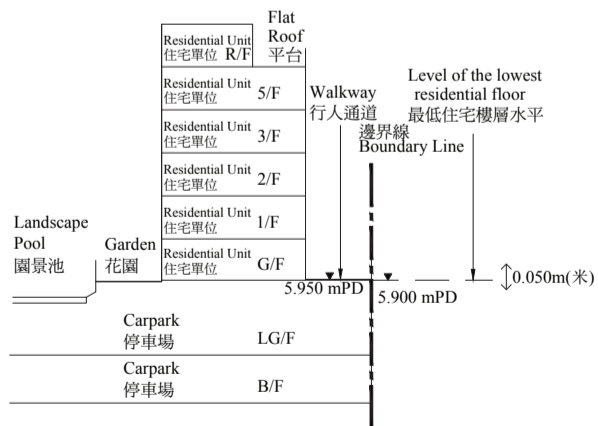 Flat
Roof
平台
Residential Unit
住宅單位 R/F
Residential Unit
住宅單位 5/F
Residential Unit
住宅單位 3/F
Residential Unit
住宅單位 2/F
Residential Unit
住宅單位 1/F
Residential Unit
住宅單位 G/F
Walkway
行人通道
邊界線
Boundary Line
Level of the lowest
residential floor
最低住宅樓層水平
Landscape
Pool
園景池
Garden
花園
5.950 mPD
5.900 mPD
0.050m(米)
Carpark
停車場 LG/F
Carpark
停車場 B/F